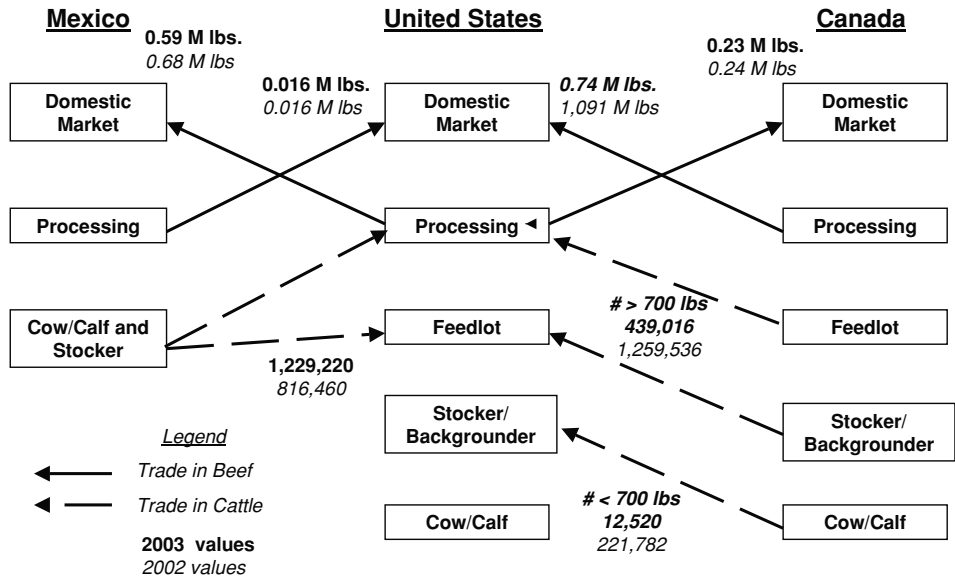 Mexico
United States
Canada
0.59 M lbs.
0.68 M lbs
0.23 M lbs.
0.24 M lbs
0.016 M lbs.
0.016 M lbs
0.74 M lbs.
1,091 M lbs
Domestic
Market
Domestic
Market
Domestic
Market
Processing
Processing
Processing
Cow/Calf and
Stocker
Feedlot
Feedlot
# > 700 lbs
439,016
1,259,536
1,229,220
816,460
Stocker/
Backgrounder
Stocker/
Backgrounder
Legend
Trade in Beef
Trade in Cattle
2003 values
2002 values
# < 700 lbs
12,520
221,782
Cow/Calf
Cow/Calf